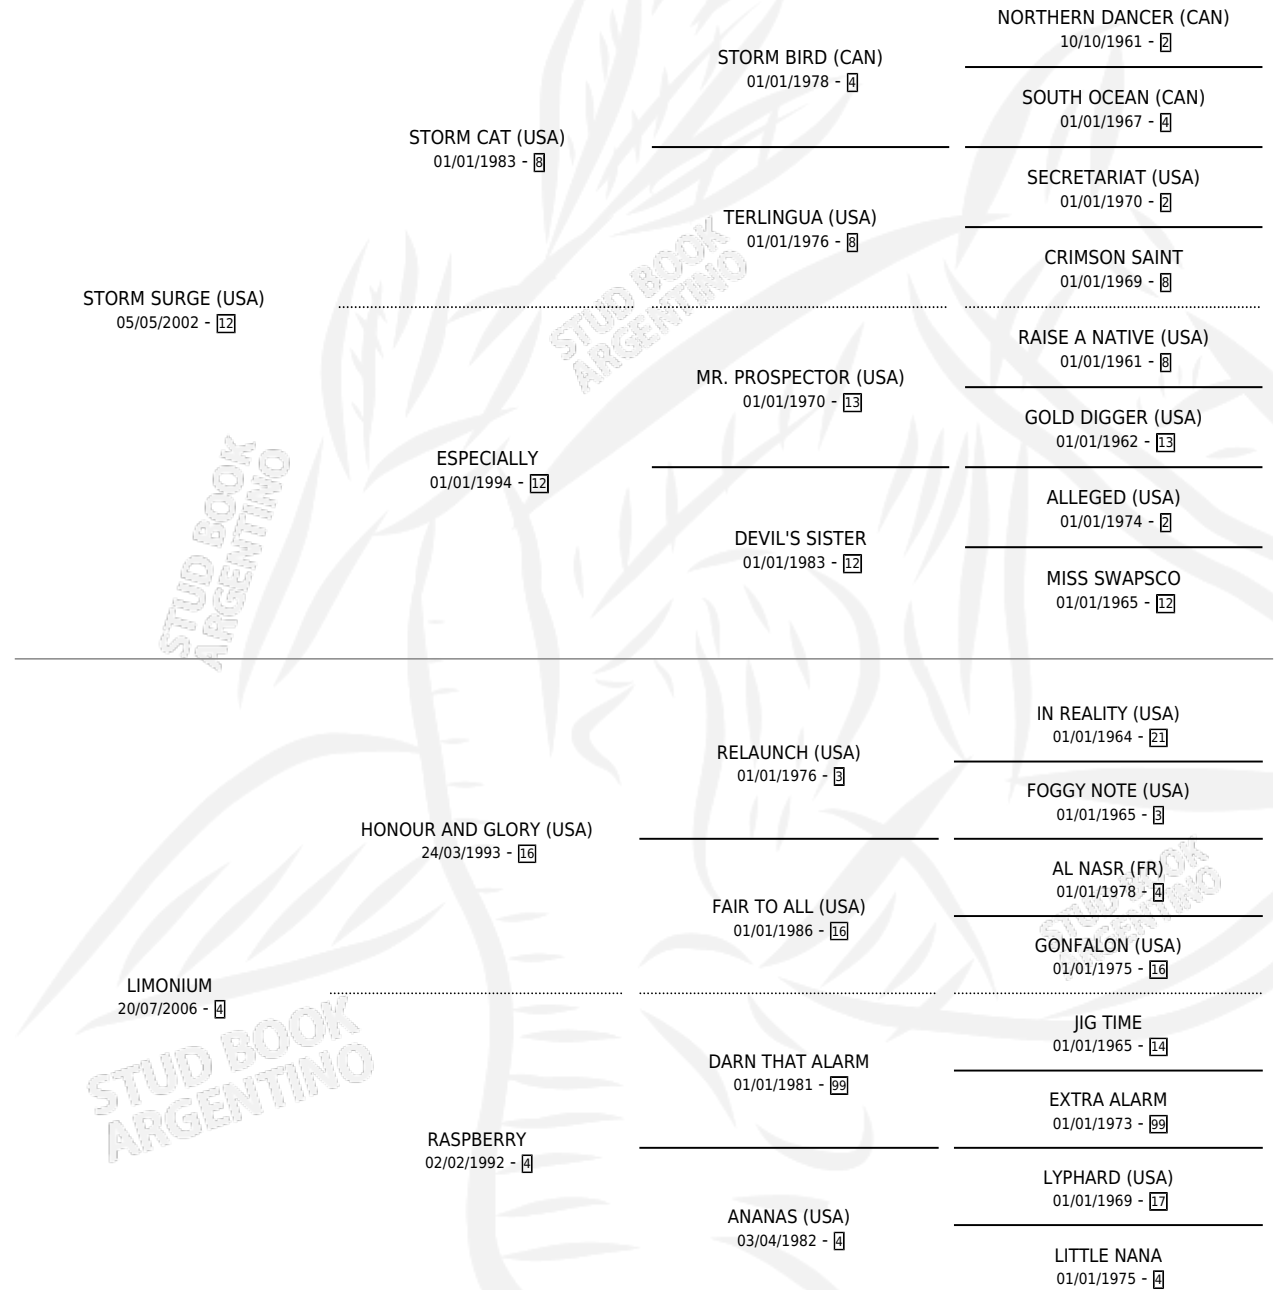 NORTHERN DANCER (CAN)
10/10/1961 - 2
STORM BIRD (CAN)
01/01/1978 - 4
SOUTH OCEAN (CAN)
01/01/1967 - 4
STORM CAT (USA)
01/01/1983 - 8
SECRETARIAT (USA)
01/01/1970 - 2
TERLINGUA (USA)
01/01/1976 - 8
CRIMSON SAINT
01/01/1969 - 8
STORM SURGE (USA)
05/05/2002 - 12
STUD BOOK
ARGENTINO
RAISE A NATIVE (USA)
01/01/1961 - 8
MR. PROSPECTOR (USA)
01/01/1970 - 13
GOLD DIGGER (USA)
01/01/1962 - 13
ESPECIALLY
01/01/1994 - 12
ALLEGED (USA)
01/01/1974 - 2
DEVIL'S SISTER
01/01/1983 - 12
MISS SWAPSCO
01/01/1965 - 12
STUD BOOK
ARGENTINO
IN REALITY (USA)
01/01/1964 - 21
RELAUNCH (USA)
01/01/1976 - 3
FOGGY NOTE (USA)
01/01/1965 - 3
HONOUR AND GLORY (USA)
24/03/1993 - 16
AL NASR (FR)
01/01/1978 - 4
FAIR TO ALL (USA)
01/01/1986 - 16
STUD BOOK
ARGENTINO
GONFALON (USA)
01/01/1975 - 16
LIMONIUM
20/07/2006 - 4
STUD BOOK
ARGENTINO
JIG TIME
01/01/1965 - 14
DARN THAT ALARM
01/01/1981 - 99
EXTRA ALARM
01/01/1973 - 99
RASPBERRY
02/02/1992 - 4
LYPHARD (USA)
01/01/1969 - 17
ANANAS (USA)
03/04/1982 - 4
LITTLE NANA
01/01/1975 - 4